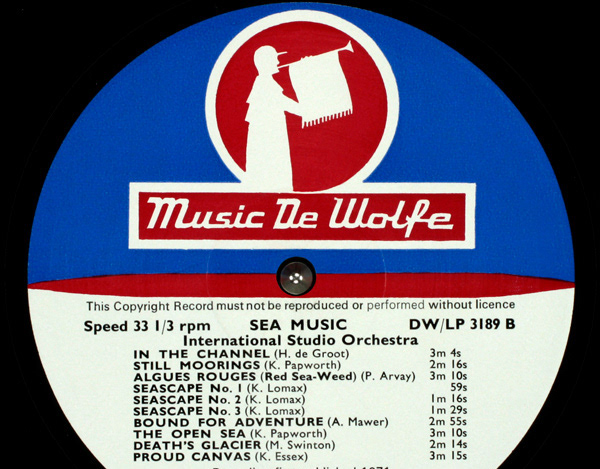 Music De Wolfe
This Copyright Record must not be reproduced or performed without licence
Speed 33 1/3 rpm SEA MUSIC DW/LP 3189 B
International Studio Orchestra
IN THE CHANNEL (H. de Groot) 3m 4s
STILL MOORINGS (K. Papworth) 2m 16s
ALGUES ROUGES (Red Sea-Weed) (P. Arvay) 3m 10s
SEASCAPE No. 1 (K. Lomax) 59s
SEASCAPE No. 2 (K. Lomax) 1m 16s
SEASCAPE No. 3 (K. Lomax) 1m 29s
BOUND FOR ADVENTURE (A. Mawer) 2m 55s
THE OPEN SEA (K. Papworth) 3m 10s
DEATH'S GLACIER (M. Swinton) 2m 14s
PROUD CANVAS (K. Essex) 3m 15s